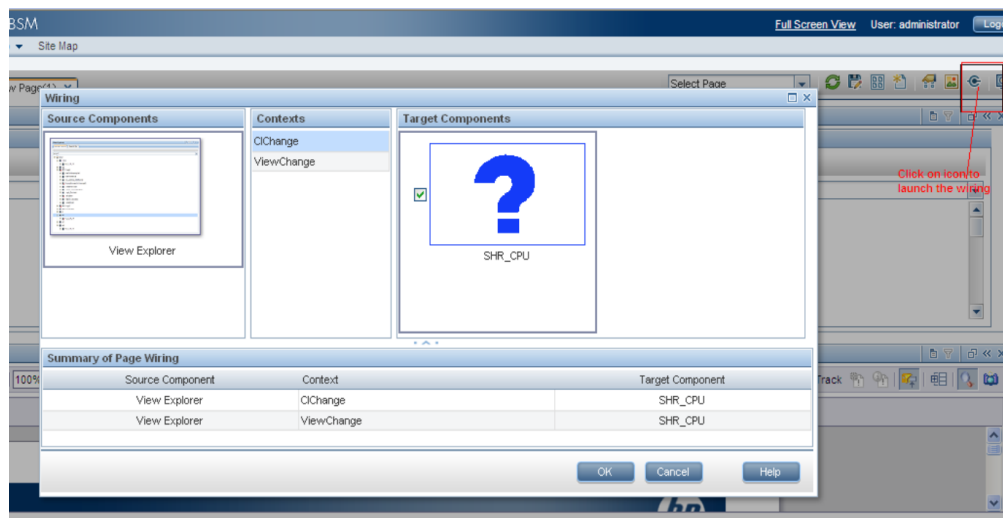 BSM
Full Screen View User: administrator
Site Map
Select Page
Wiring
Source Components
Contexts
Target Components
CIChange
ViewChange
View Explorer
SHR_CPU
Click on icon to
launch the wiring
Summary of Page Wiring
Source Component Context Target Component
View Explorer CIChange SHR_CPU
View Explorer ViewChange SHR_CPU
100%
Track
OK Cancel Help
hp